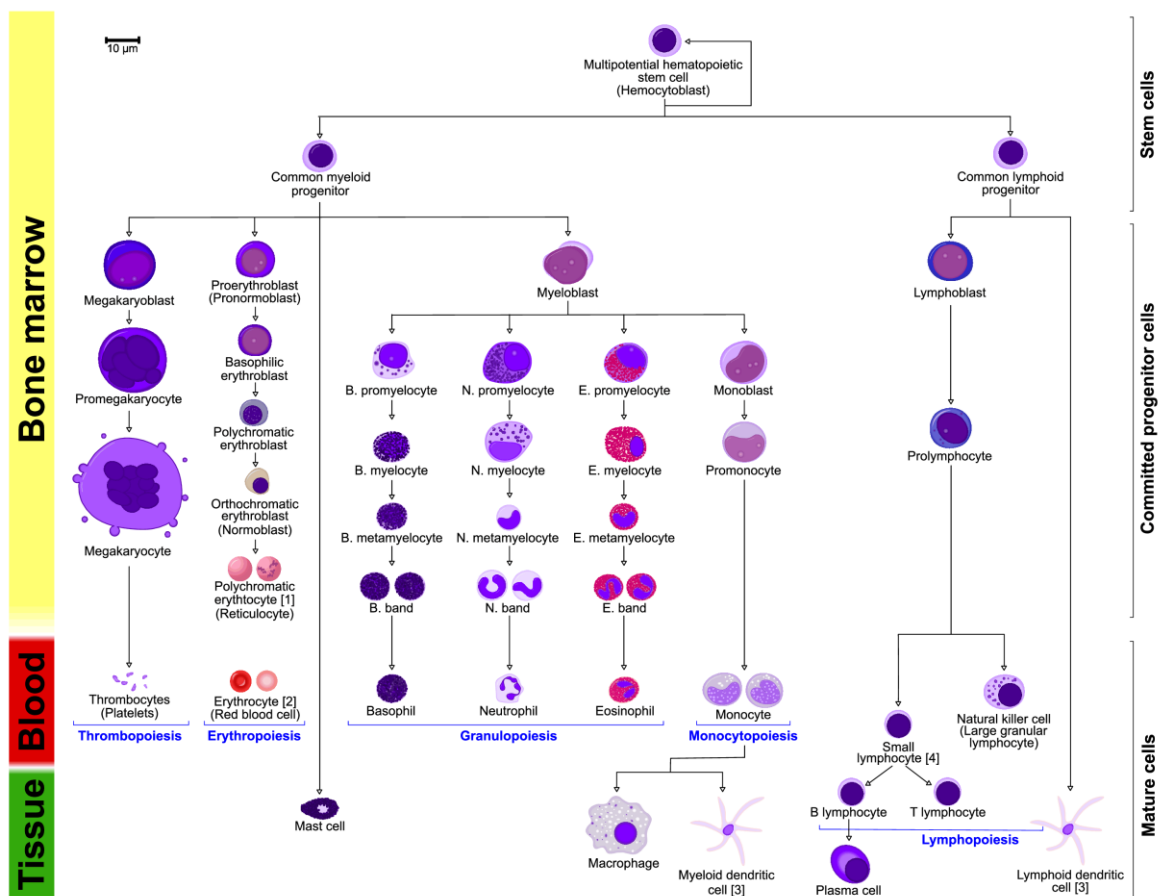 10 µm
Multipotential hematopoietic
stem cell
(Hemocytoblast)
Stem cells
Common myeloid
progenitor
Common lymphoid
progenitor
Bone marrow
Committed progenitor cells
Megakaryoblast
Proerythroblast
(Pronormoblast)
Myeloblast
Lymphoblast
Promegakaryocyte
Basophilic
erythroblast
B. promyelocyte
N. promyelocyte
E. promyelocyte
Monoblast
Polychromatic
erythroblast
B. myelocyte
N. myelocyte
E. myelocyte
Promonocyte
Prolymphocyte
Megakaryocyte
Orthochromatic
erythroblast
(Normoblast)
B. metamyelocyte
N. metamyelocyte
E. metamyelocyte
Polychromatic
erythtocyte [1]
(Reticulocyte)
B. band
N. band
E. band
Blood
Mature cells
Thrombocytes
(Platelets)
Erythrocyte [2]
(Red blood cell)
Basophil
Neutrophil
Eosinophil
Monocyte
Natural killer cell
(Large granular
lymphocyte)
Thrombopoiesis
Erythropoiesis
Granulopoiesis
Monocytopoiesis
Small
lymphocyte [4]
Tissue
Mast cell
B lymphocyte
T lymphocyte
Lymphopoiesis
Macrophage
Myeloid dendritic
cell [3]
Plasma cell
Lymphoid dendritic
cell [3]